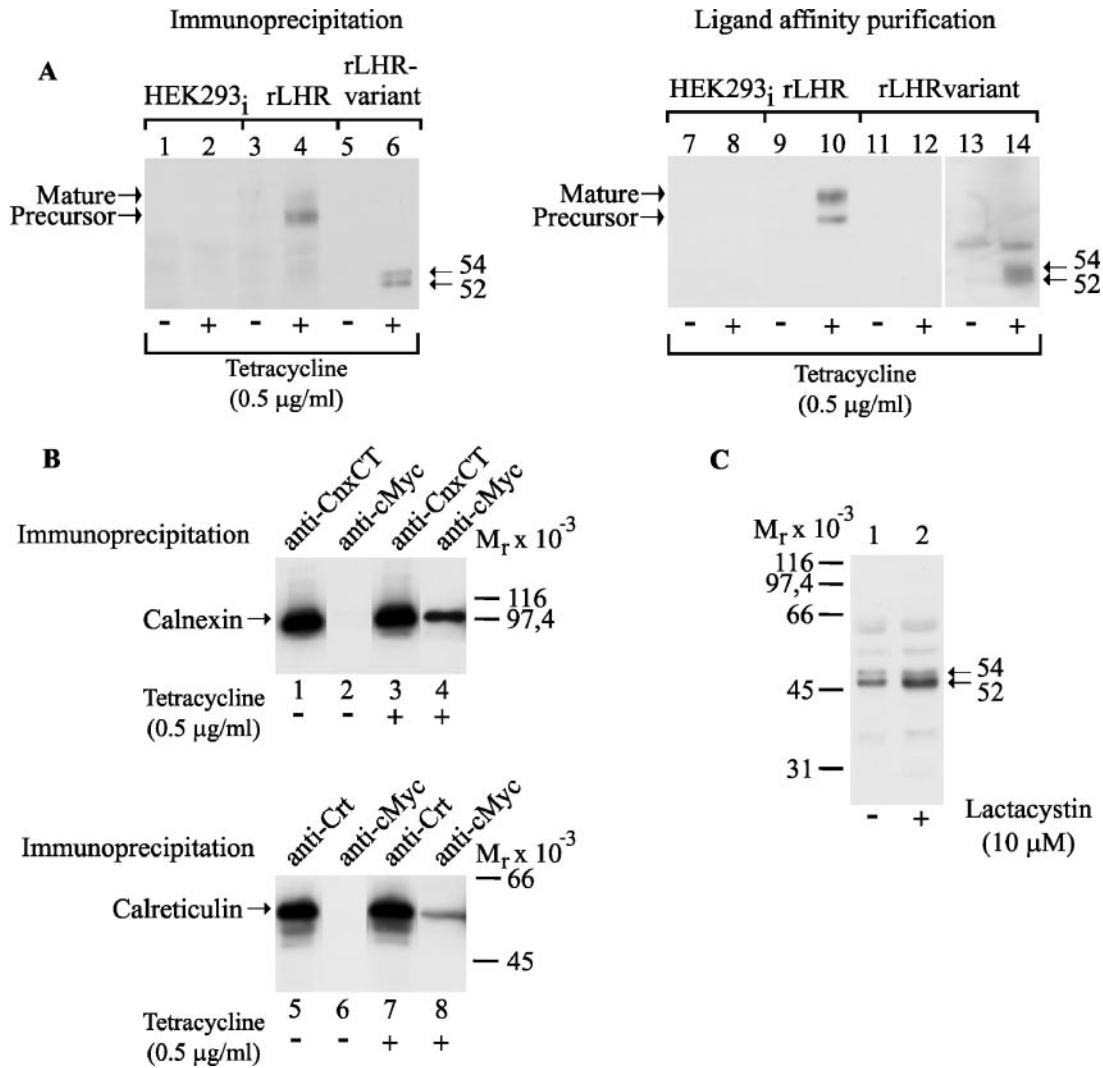 Immunoprecipitation
Ligand affinity purification
A
rLHR-
variant
HEK293i rLHR
HEK293i rLHR rLHRvariant
1 2 3 4 5 6
7 8 9 10 11 12 13 14
Mature →
Precursor →
← 54
← 52
Mature →
Precursor →
← 54
← 52
- + - + - +
- + - + - + - +
Tetracycline
(0.5 µg/ml)
Tetracycline
(0.5 µg/ml)
B
Immunoprecipitation
anti-CnxCT
anti-cMyc
anti-CnxCT
anti-cMyc
Mr x 10-3
Calnexin →
116
97,4
1 2 3 4
Tetracycline
(0.5 µg/ml)
- - + +
Immunoprecipitation
anti-Crt
anti-cMyc
anti-Crt
anti-cMyc
Mr x 10-3
66
Calreticulin →
45
5 6 7 8
Tetracycline
(0.5 µg/ml)
- - + +
C
Mr x 10-3
1 2
116
97,4
66
45
31
← 54
← 52
- +
Lactacystin
(10 µM)